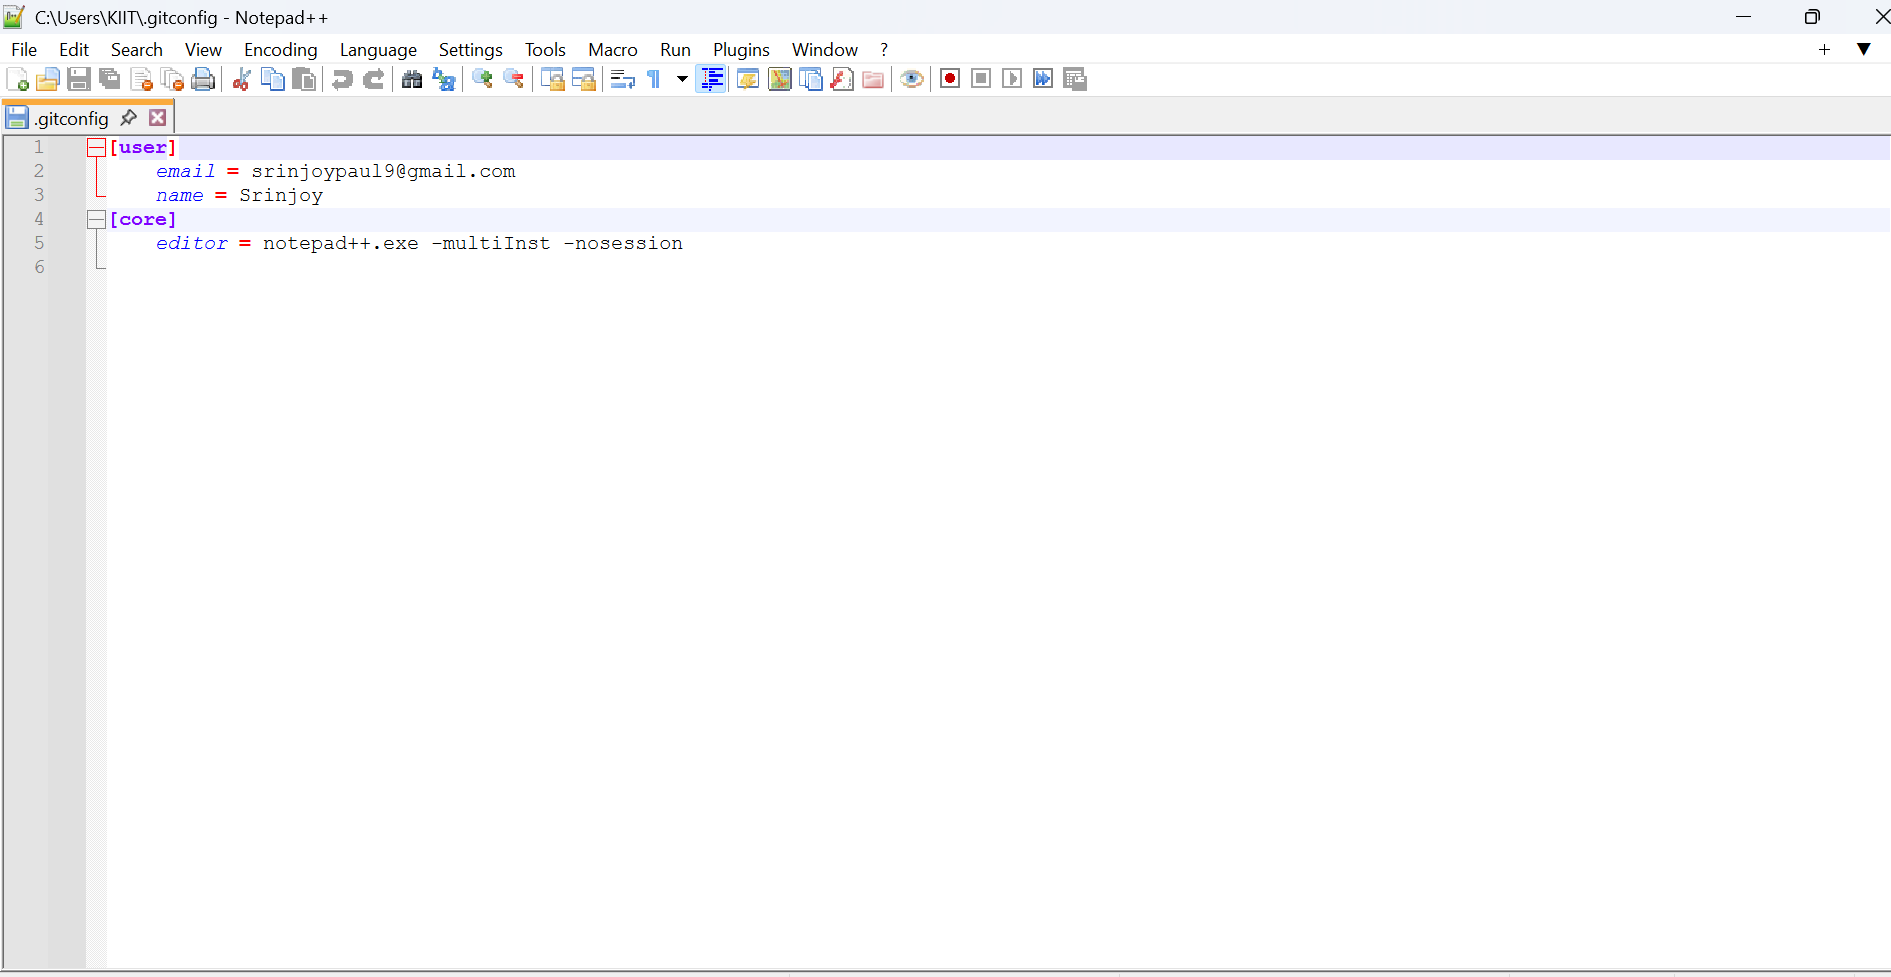 C:\Users\KIIT\.gitconfig - Notepad++
File Edit Search View Encoding Language Settings Tools Macro Run Plugins Window ?
.gitconfig
1 [user]
2 email = srinjoypaul9@gmail.com
3 name = Srinjoy
4 [core]
5 editor = notepad++.exe -multiInst -nosession
6